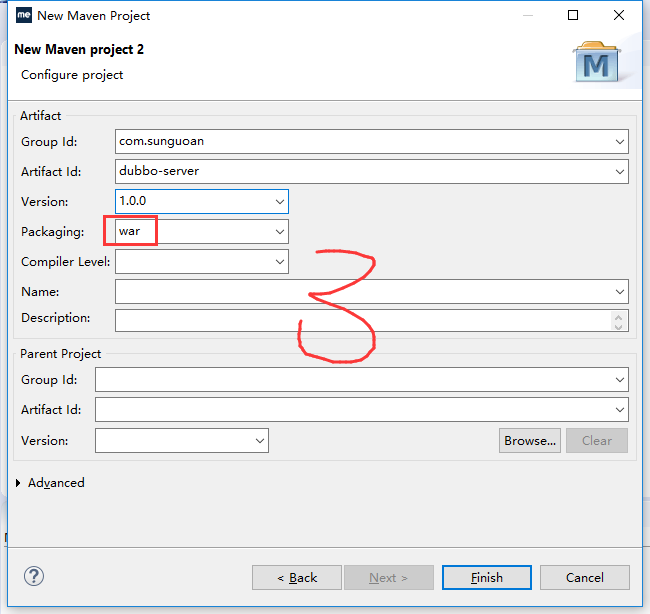 me New Maven Project
New Maven project 2
Configure project
M
Artifact
Group Id: com.sunguoan
Artifact Id: dubbo-server
Version: 1.0.0
Packaging: war
Compiler Level:
Name:
Description:
3
Parent Project
Group Id:
Artifact Id:
Version: Browse... Clear
Advanced
? < Back Next > Finish Cancel